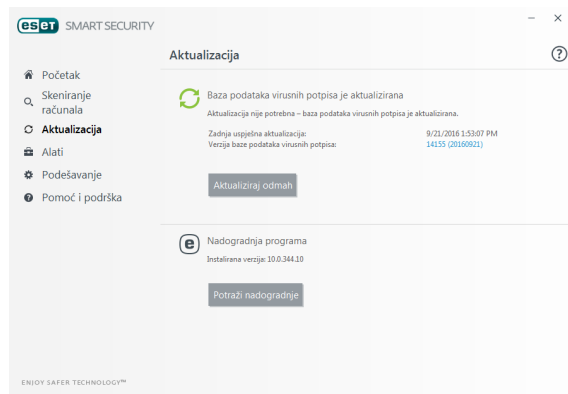 eset SMART SECURITY
Aktualizacija
Početak
Skeniranje
računala
Aktualizacija
Alati
Podešavanje
Pomoć i podrška
Baza podataka virusnih potpisa je aktualizirana
Aktualizacija nije potrebna – baza podataka virusnih potpisa je aktualizirana.
Zadnja uspješna aktualizacija: 9/21/2016 1:53:07 PM
Verzija baze podataka virusnih potpisa: 14155 (20160921)
Aktualiziraj odmah
Nadogradnja programa
Instalirana verzija: 10.0.344.10
Potraži nadogradnje
ENJOY SAFER TECHNOLOGY™